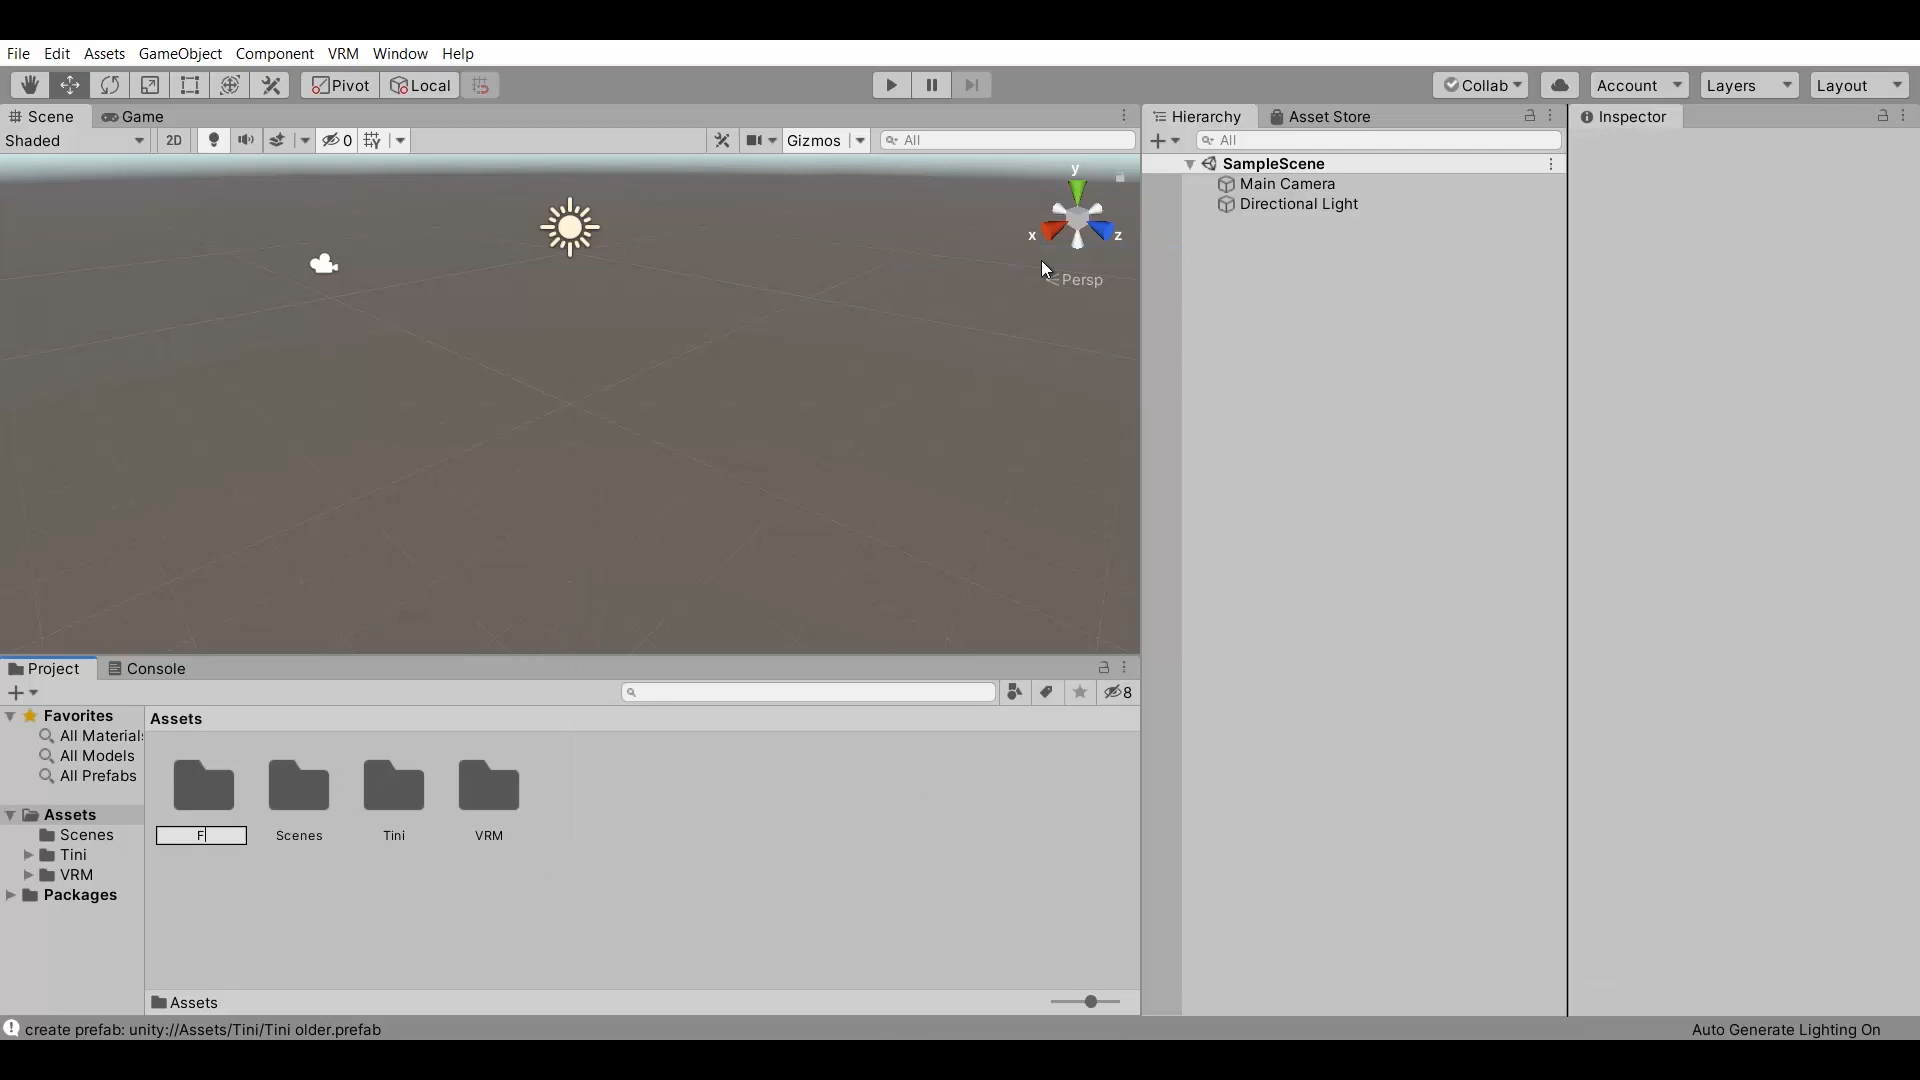 File Edit Assets GameObject Component VRM Window Help
Pivot Local Collab Account Layers Layout
Scene Game Hierarchy Asset Store Inspector
Shaded 2D 0 Gizmos All All
SampleScene
Main Camera
Directional Light
y
x z
Persp
Project Console
8
Favorites
All Materials
All Models
All Prefabs
Assets
Scenes
Tini
VRM
Packages
Assets
F Scenes Tini VRM
Assets
create prefab: unity://Assets/Tini/Tini older.prefab
Auto Generate Lighting On